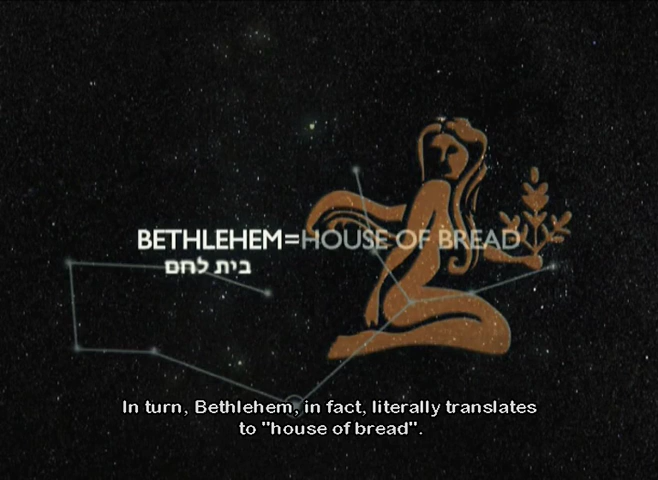 BETHLEHEM=HOUSE OF BREAD
בית לחם
In turn, Bethlehem, in fact, literally translates
to "house of bread".